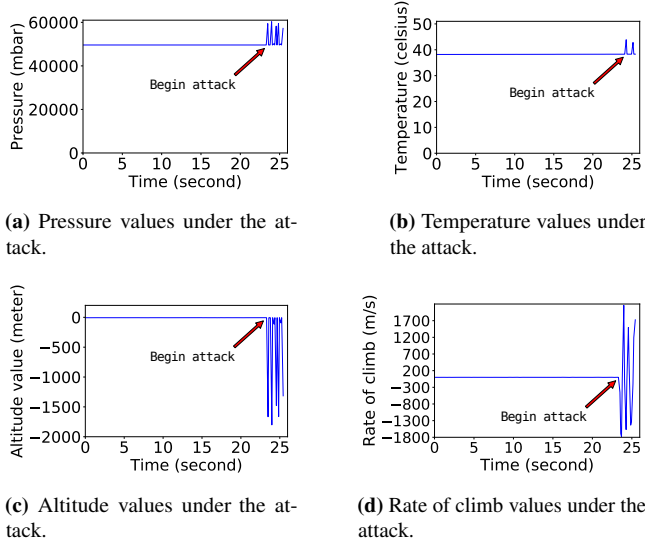 60000
40000
20000
0
Pressure (mbar)
Begin attack
0 5 10 15 20 25
Time (second)
(a) Pressure values under the at-
tack.
50
40
30
20
10
0
Temperature (celsius)
Begin attack
0 5 10 15 20 25
Time (second)
(b) Temperature values under
the attack.
0
−500
−1000
−1500
−2000
Altitude value (meter)
Begin attack
0 5 10 15 20 25
Time (second)
(c) Altitude values under the at-
tack.
1700
1200
700
200
−300
−800
−1300
−1800
Rate of climb (m/s)
Begin attack
0 5 10 15 20 25
Time (second)
(d) Rate of climb values under the
attack.